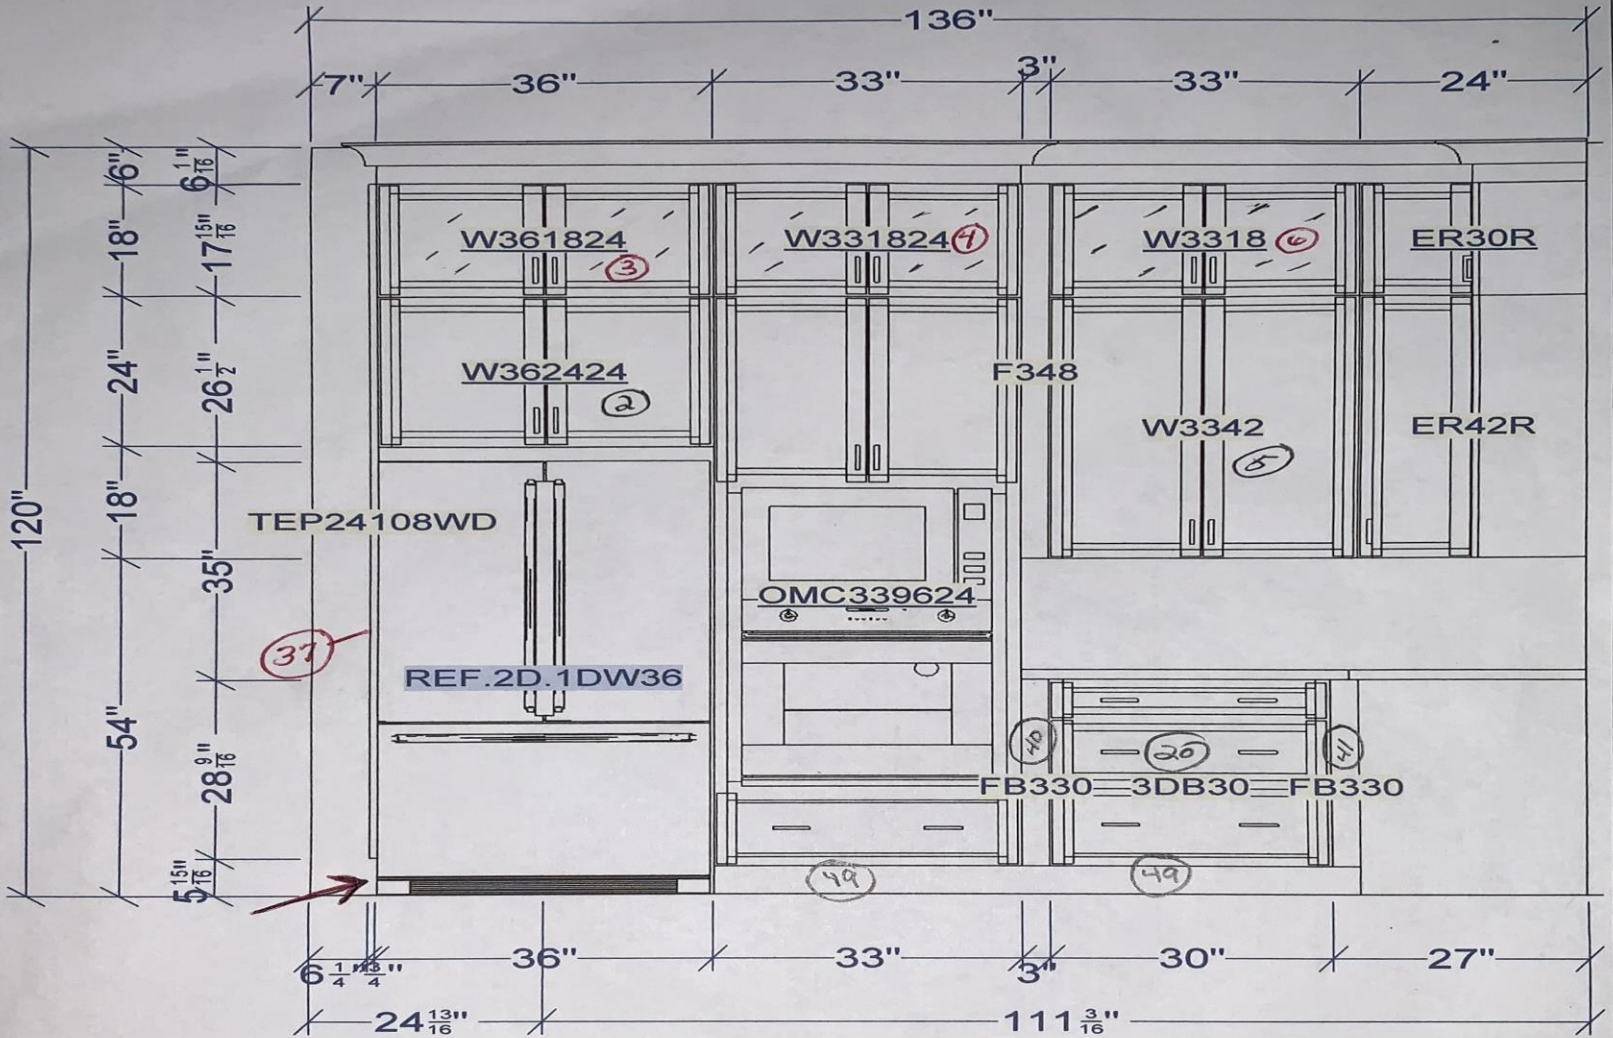 136"
7" 36" 33" 3" 33" 24"
6" 6 1/16"
18" 17 15/16"
W361824 W331824 4 W3318 6 ER30R
3
24" 26 1/2"
W362424 F348
2
W3342 ER42R
5
120"
18"
TEP24108WD
35"
OMC339624
37
REF.2D.1DW36
54"
40 20 41
28 9/16"
FB330 3DB30 FB330
5 15/16"
49 49
6 1/4" 3/4" 36" 33" 3" 30" 27"
24 13/16" 111 3/16"